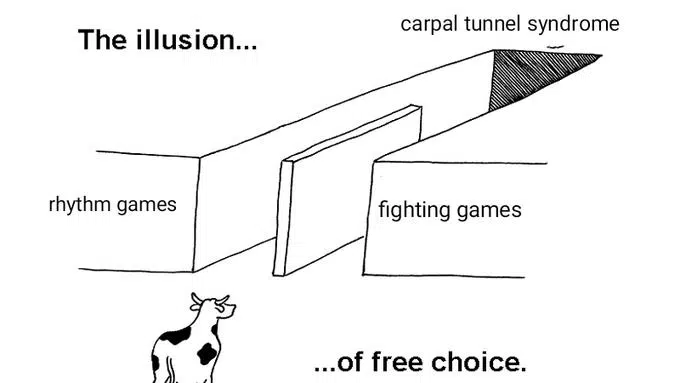 The illusion...
carpal tunnel syndrome
rhythm games
fighting games
...of free choice.